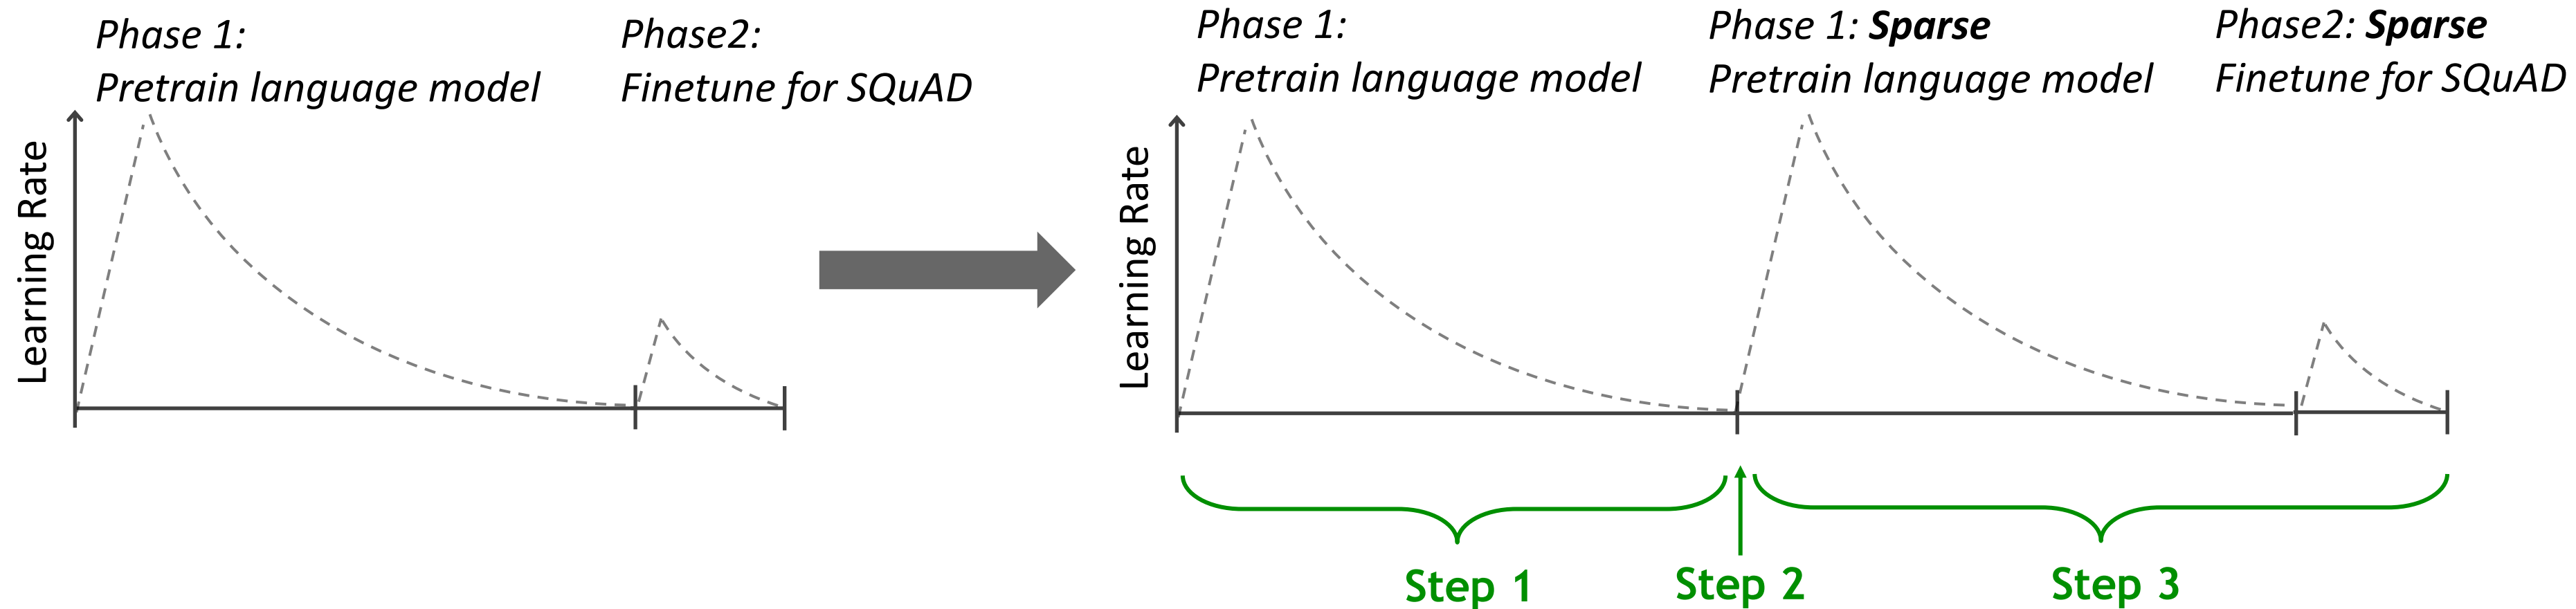 Phase 1:
Pretrain language model
Phase2:
Finetune for SQuAD
Learning Rate
Phase 1:
Pretrain language model
Phase 1: Sparse
Pretrain language model
Phase2: Sparse
Finetune for SQuAD
Learning Rate
Step 1
Step 2
Step 3